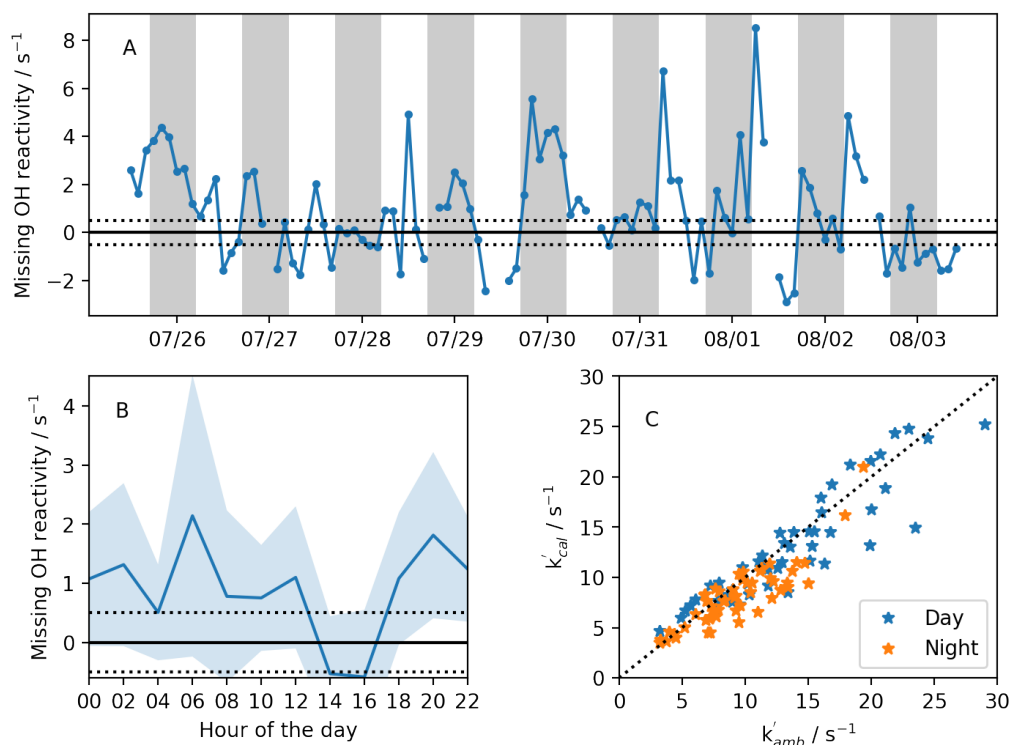 A
Missing OH reactivity / s⁻¹
8
6
4
2
0
−2
07/26 07/27 07/28 07/29 07/30 07/31 08/01 08/02 08/03
B
Missing OH reactivity / s⁻¹
4
3
2
1
0
00 02 04 06 08 10 12 14 16 18 20 22
Hour of the day
C
k'cal / s⁻¹
30
25
20
15
10
5
0
Day
Night
0 5 10 15 20 25 30
k'amb / s⁻¹